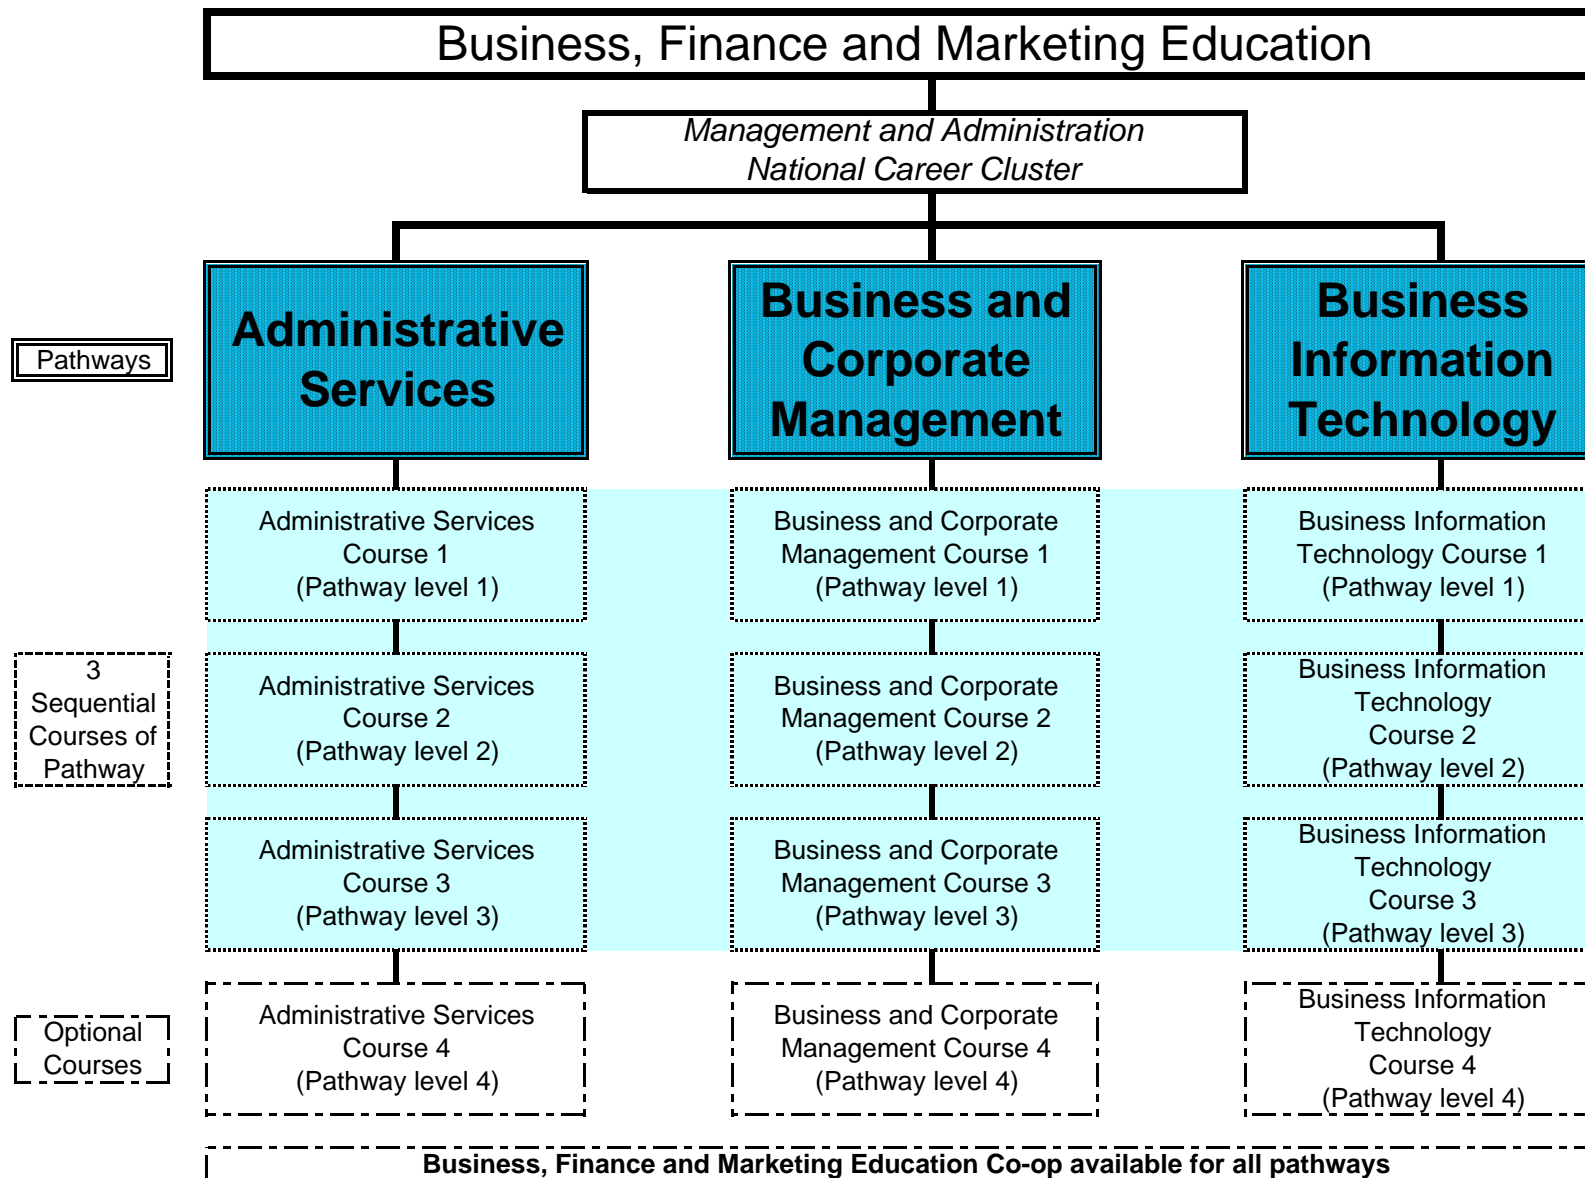 Business, Finance and Marketing Education
Management and Administration
National Career Cluster
Pathways
Administrative
Services
Business and
Corporate
Management
Business
Information
Technology
Administrative Services
Course 1
(Pathway level 1)
Business and Corporate
Management Course 1
(Pathway level 1)
Business Information
Technology Course 1
(Pathway level 1)
3
Sequential
Courses of
Pathway
Administrative Services
Course 2
(Pathway level 2)
Business and Corporate
Management Course 2
(Pathway level 2)
Business Information
Technology
Course 2
(Pathway level 2)
Administrative Services
Course 3
(Pathway level 3)
Business and Corporate
Management Course 3
(Pathway level 3)
Business Information
Technology
Course 3
(Pathway level 3)
Optional
Courses
Administrative Services
Course 4
(Pathway level 4)
Business and Corporate
Management Course 4
(Pathway level 4)
Business Information
Technology
Course 4
(Pathway level 4)
Business, Finance and Marketing Education Co-op available for all pathways